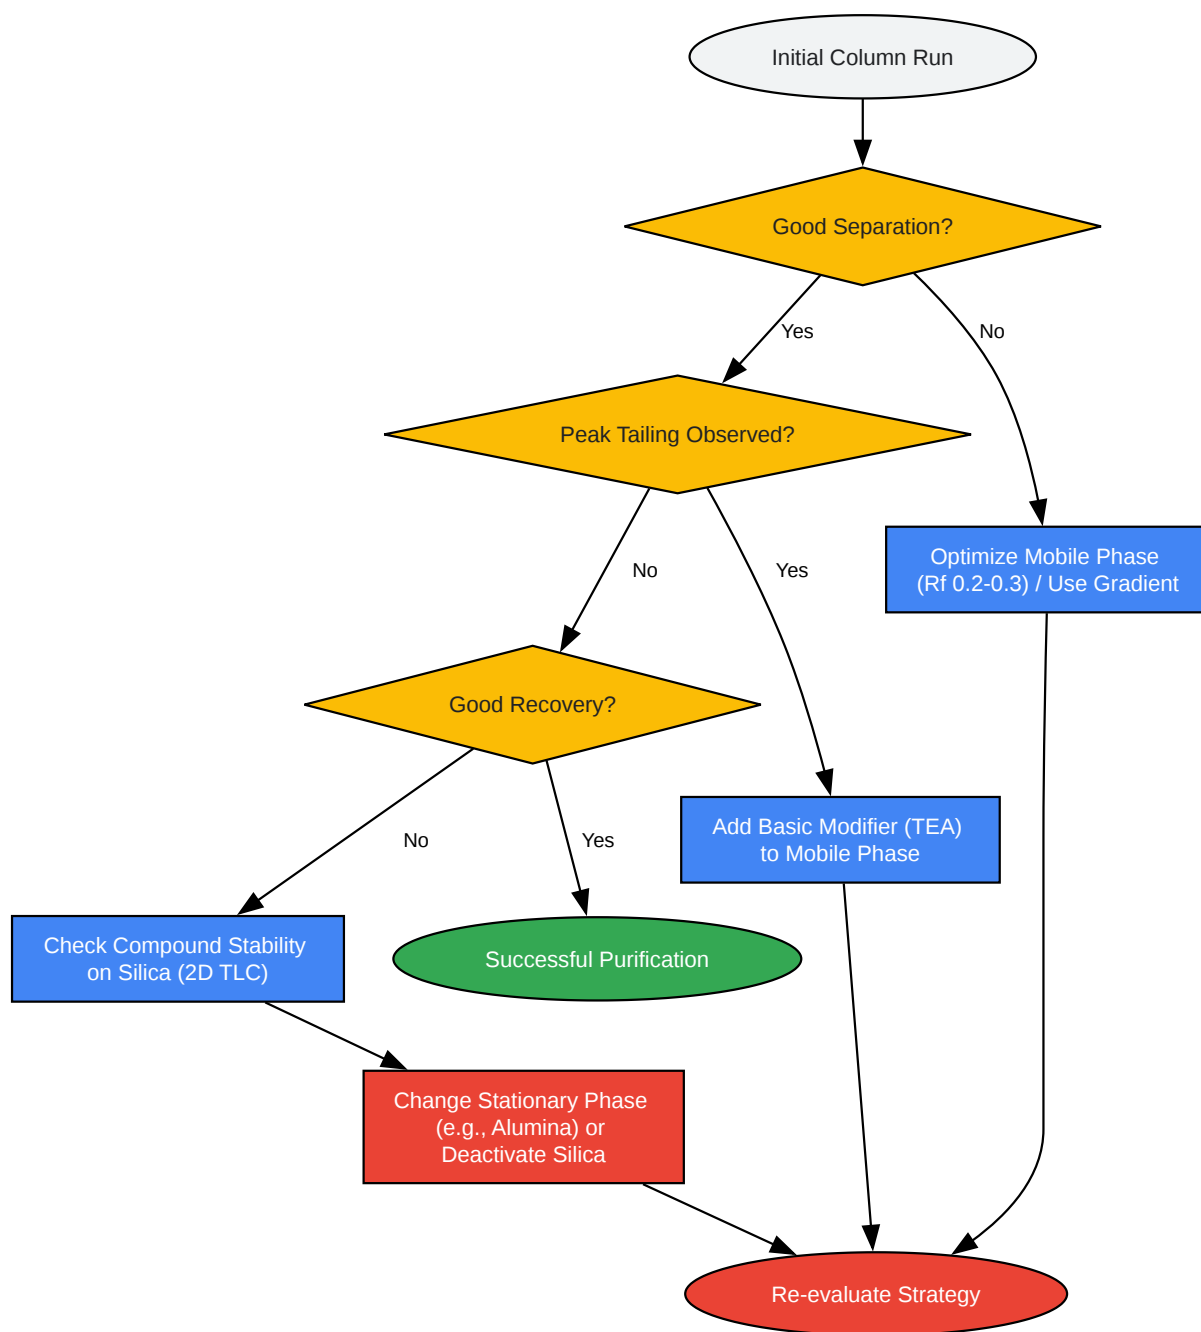 Initial Column Run
Good Separation?
Yes
No
Peak Tailing Observed?
No
Yes
Optimize Mobile Phase
(Rf 0.2-0.3) / Use Gradient
Good Recovery?
No
Yes
Add Basic Modifier (TEA)
to Mobile Phase
Check Compound Stability
on Silica (2D TLC)
Successful Purification
Change Stationary Phase
(e.g., Alumina) or
Deactivate Silica
Re-evaluate Strategy